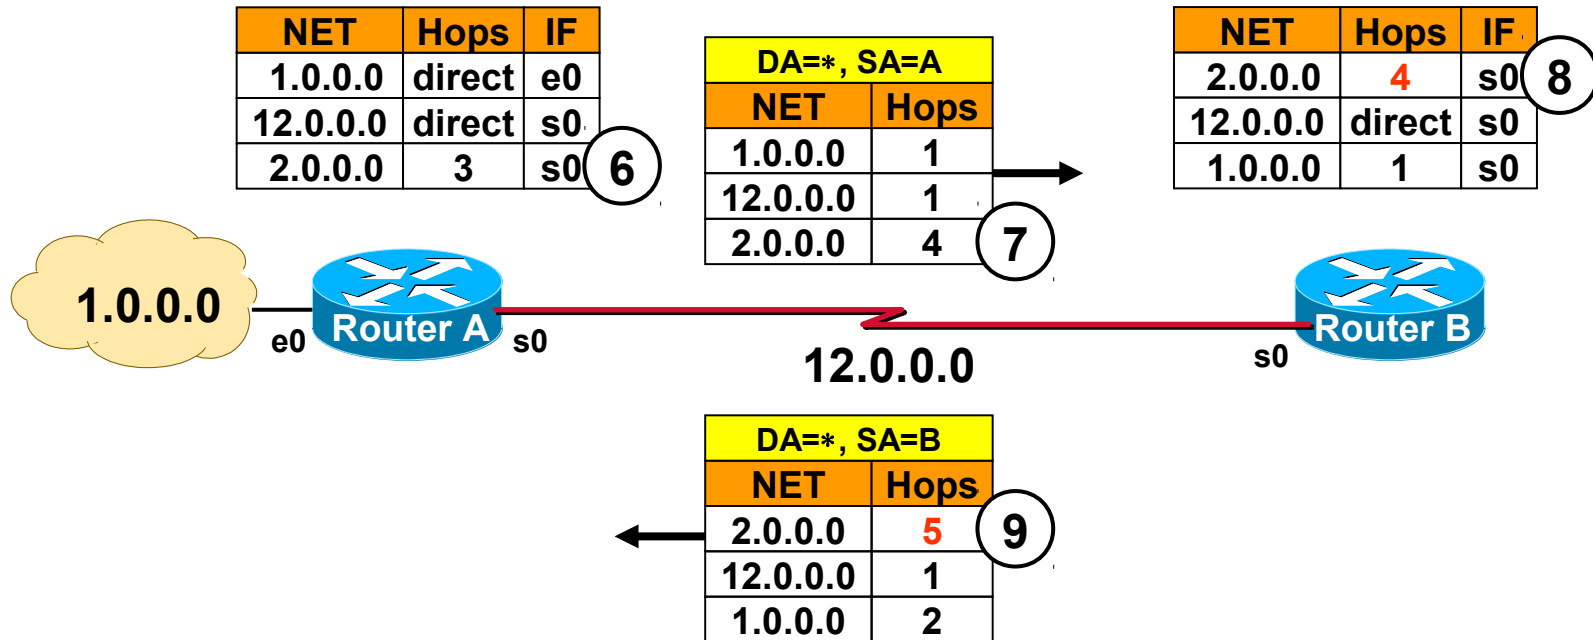 NET Hops IF
1.0.0.0 direct e0
12.0.0.0 direct s0
2.0.0.0 3 s0
6
DA=*, SA=A
NET Hops
1.0.0.0 1
12.0.0.0 1
2.0.0.0 4
7
NET Hops IF
2.0.0.0 4 s0
12.0.0.0 direct s0
1.0.0.0 1 s0
8
1.0.0.0
e0
Router A
s0
12.0.0.0
s0
Router B
DA=*, SA=B
NET Hops
2.0.0.0 5
12.0.0.0 1
1.0.0.0 2
9